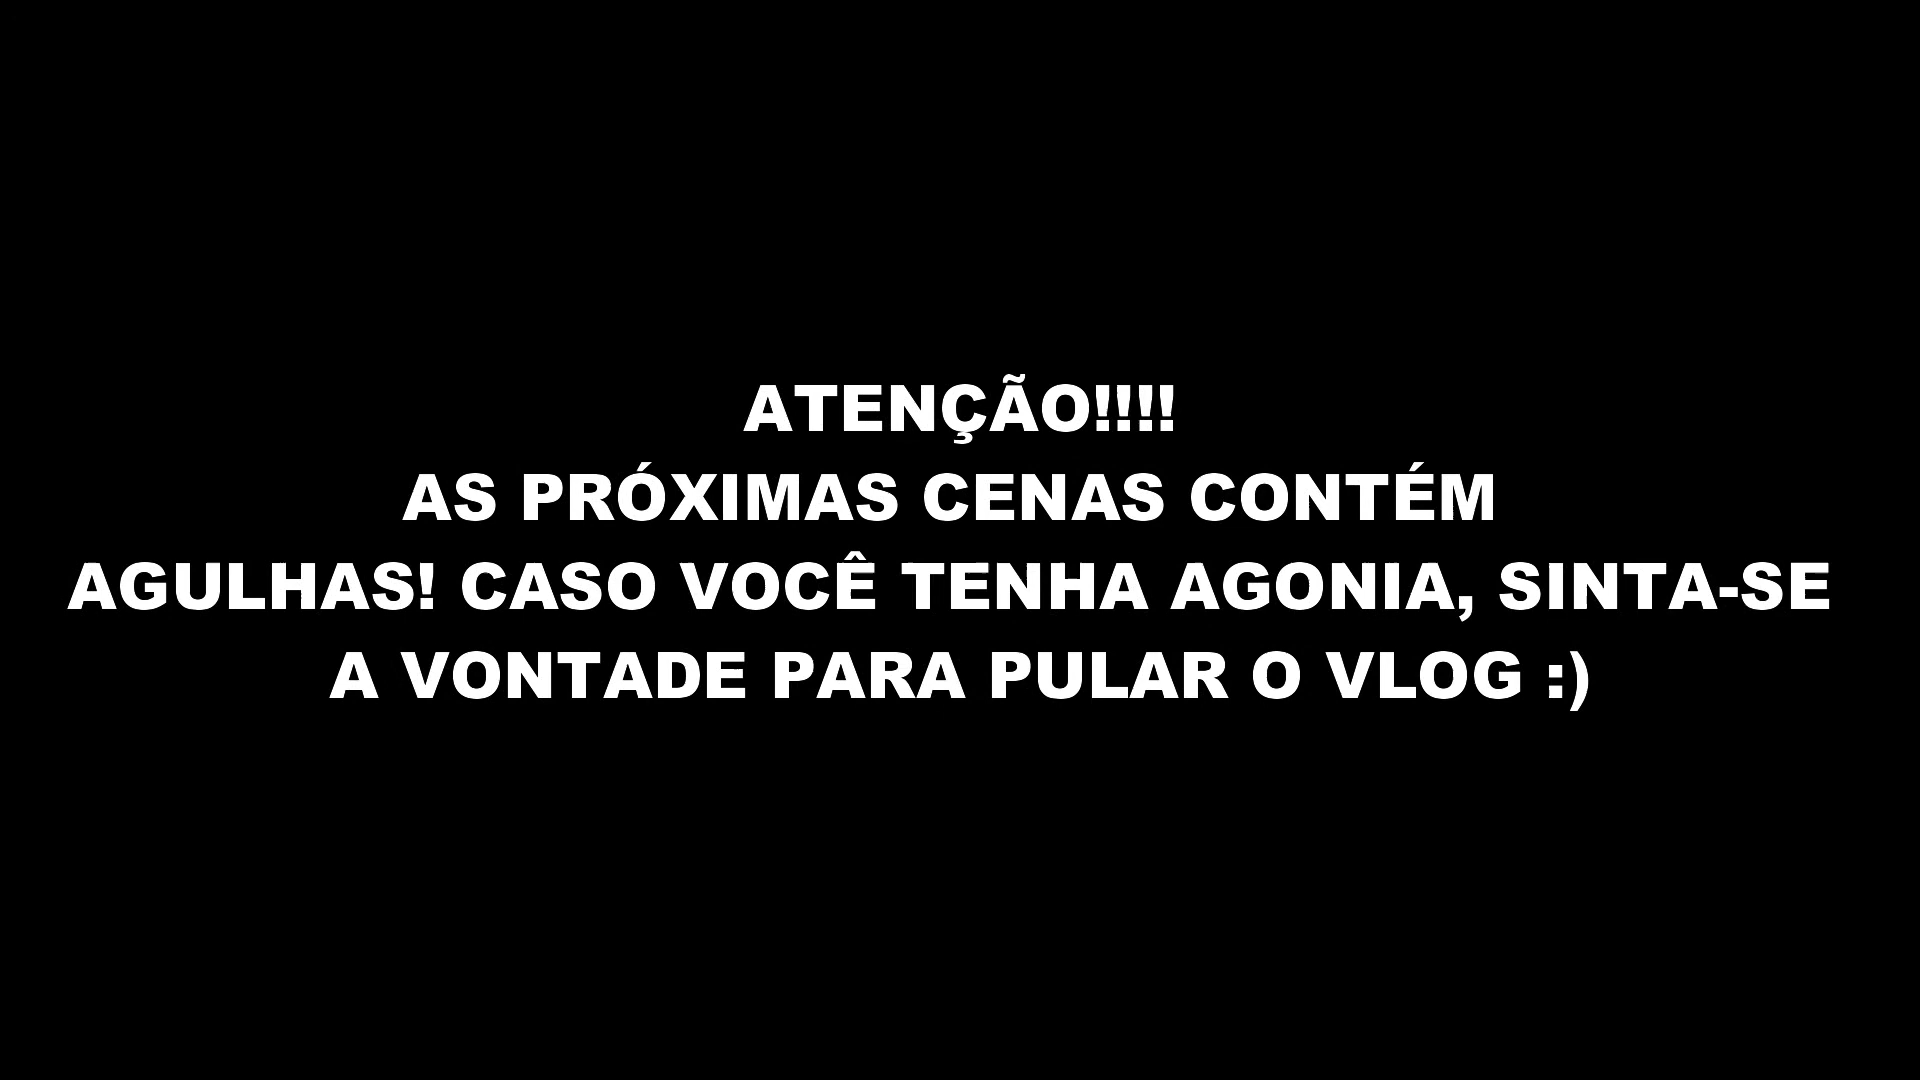 ATENÇÃO!!!!
AS PRÓXIMAS CENAS CONTÉM
AGULHAS! CASO VOCÊ TENHA AGONIA, SINTA-SE
A VONTADE PARA PULAR O VLOG :)